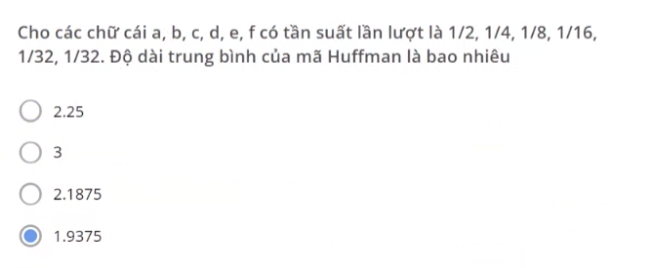 Cho các chữ cái a, b, c, d, e, f có tần suất lần lượt là 1/2, 1/4, 1/8, 1/16,
1/32, 1/32. Độ dài trung bình của mã Huffman là bao nhiêu
2.25
3
2.1875
1.9375